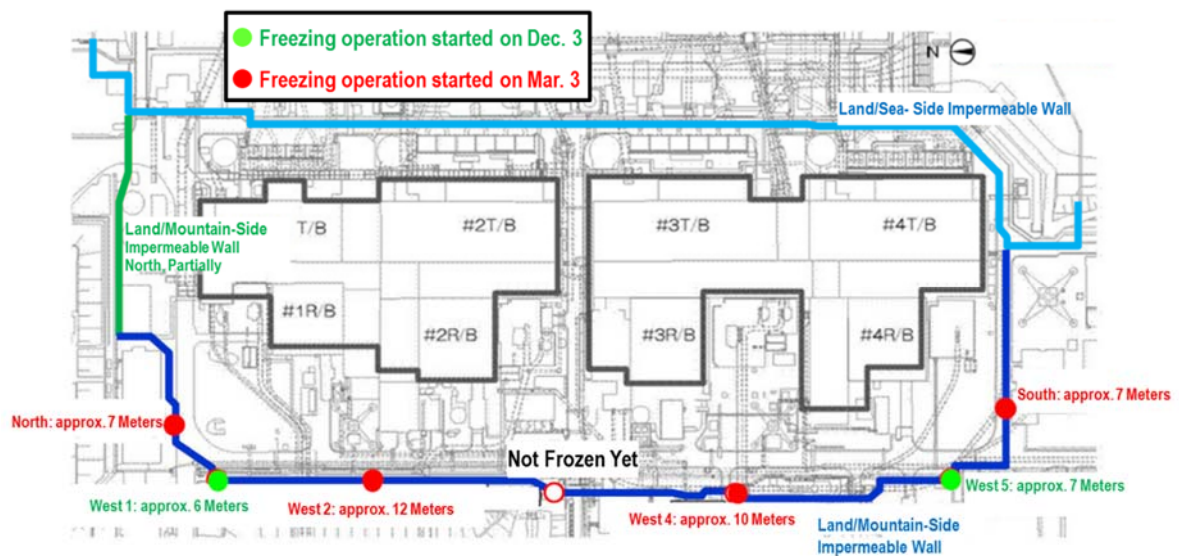 Freezing operation started on Dec. 3
Freezing operation started on Mar. 3
N
Land/Sea- Side Impermeable Wall
Land/Mountain-Side
Impermeable Wall
North, Partially
T/B
#2T/B
#3T/B
#4T/B
#1R/B
#2R/B
#3R/B
#4R/B
North: approx. 7 Meters
South: approx. 7 Meters
Not Frozen Yet
West 1: approx. 6 Meters
West 2: approx. 12 Meters
West 4: approx. 10 Meters
West 5: approx. 7 Meters
Land/Mountain-Side
Impermeable Wall